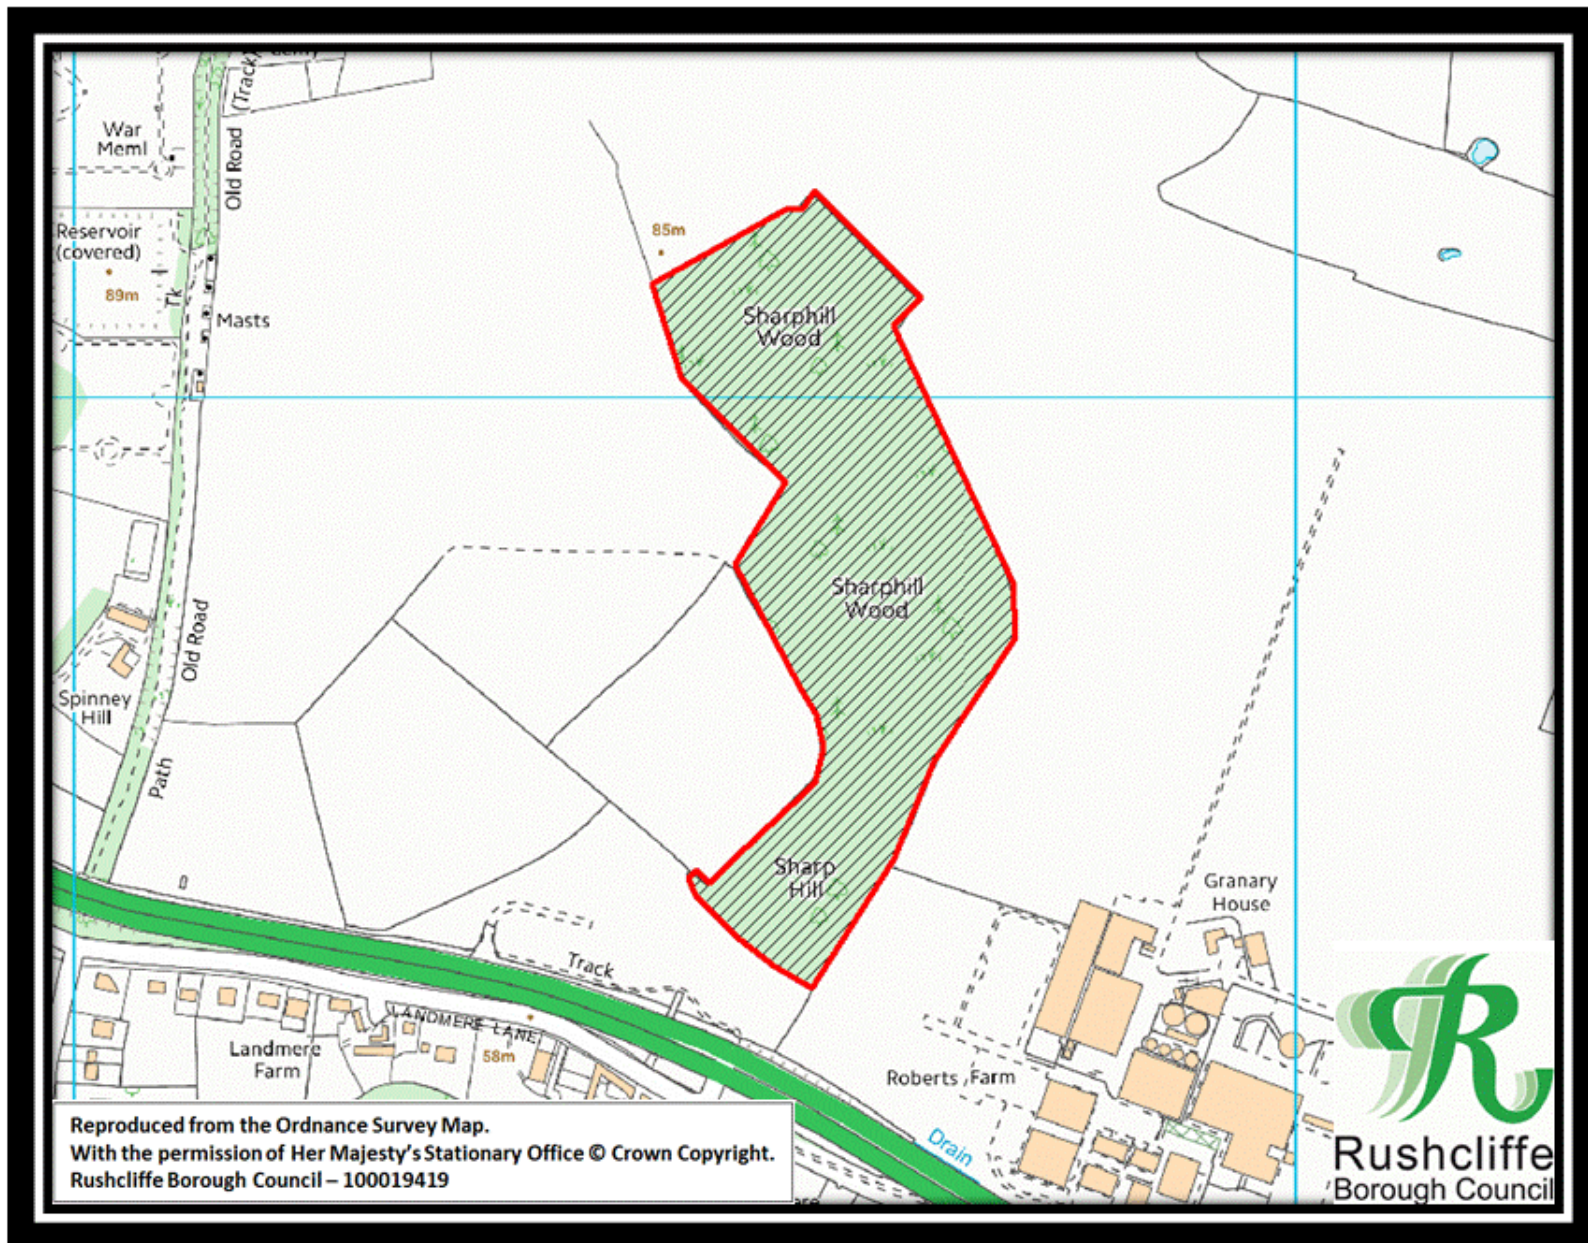 (Track)
War
Meml
Old Road
Reservoir
(covered)
89m
Tk
Masts
85m
Sharphill
Wood
Sharphill
Wood
Old Road
Spinney
Hill
Path
Sharp
Hill
Granary
House
Track
LANDMERE LANE
Landmere
Farm
58m
Roberts Farm
Drain
Reproduced from the Ordnance Survey Map.
With the permission of Her Majesty's Stationary Office © Crown Copyright.
Rushcliffe Borough Council – 100019419
R
Rushcliffe
Borough Council